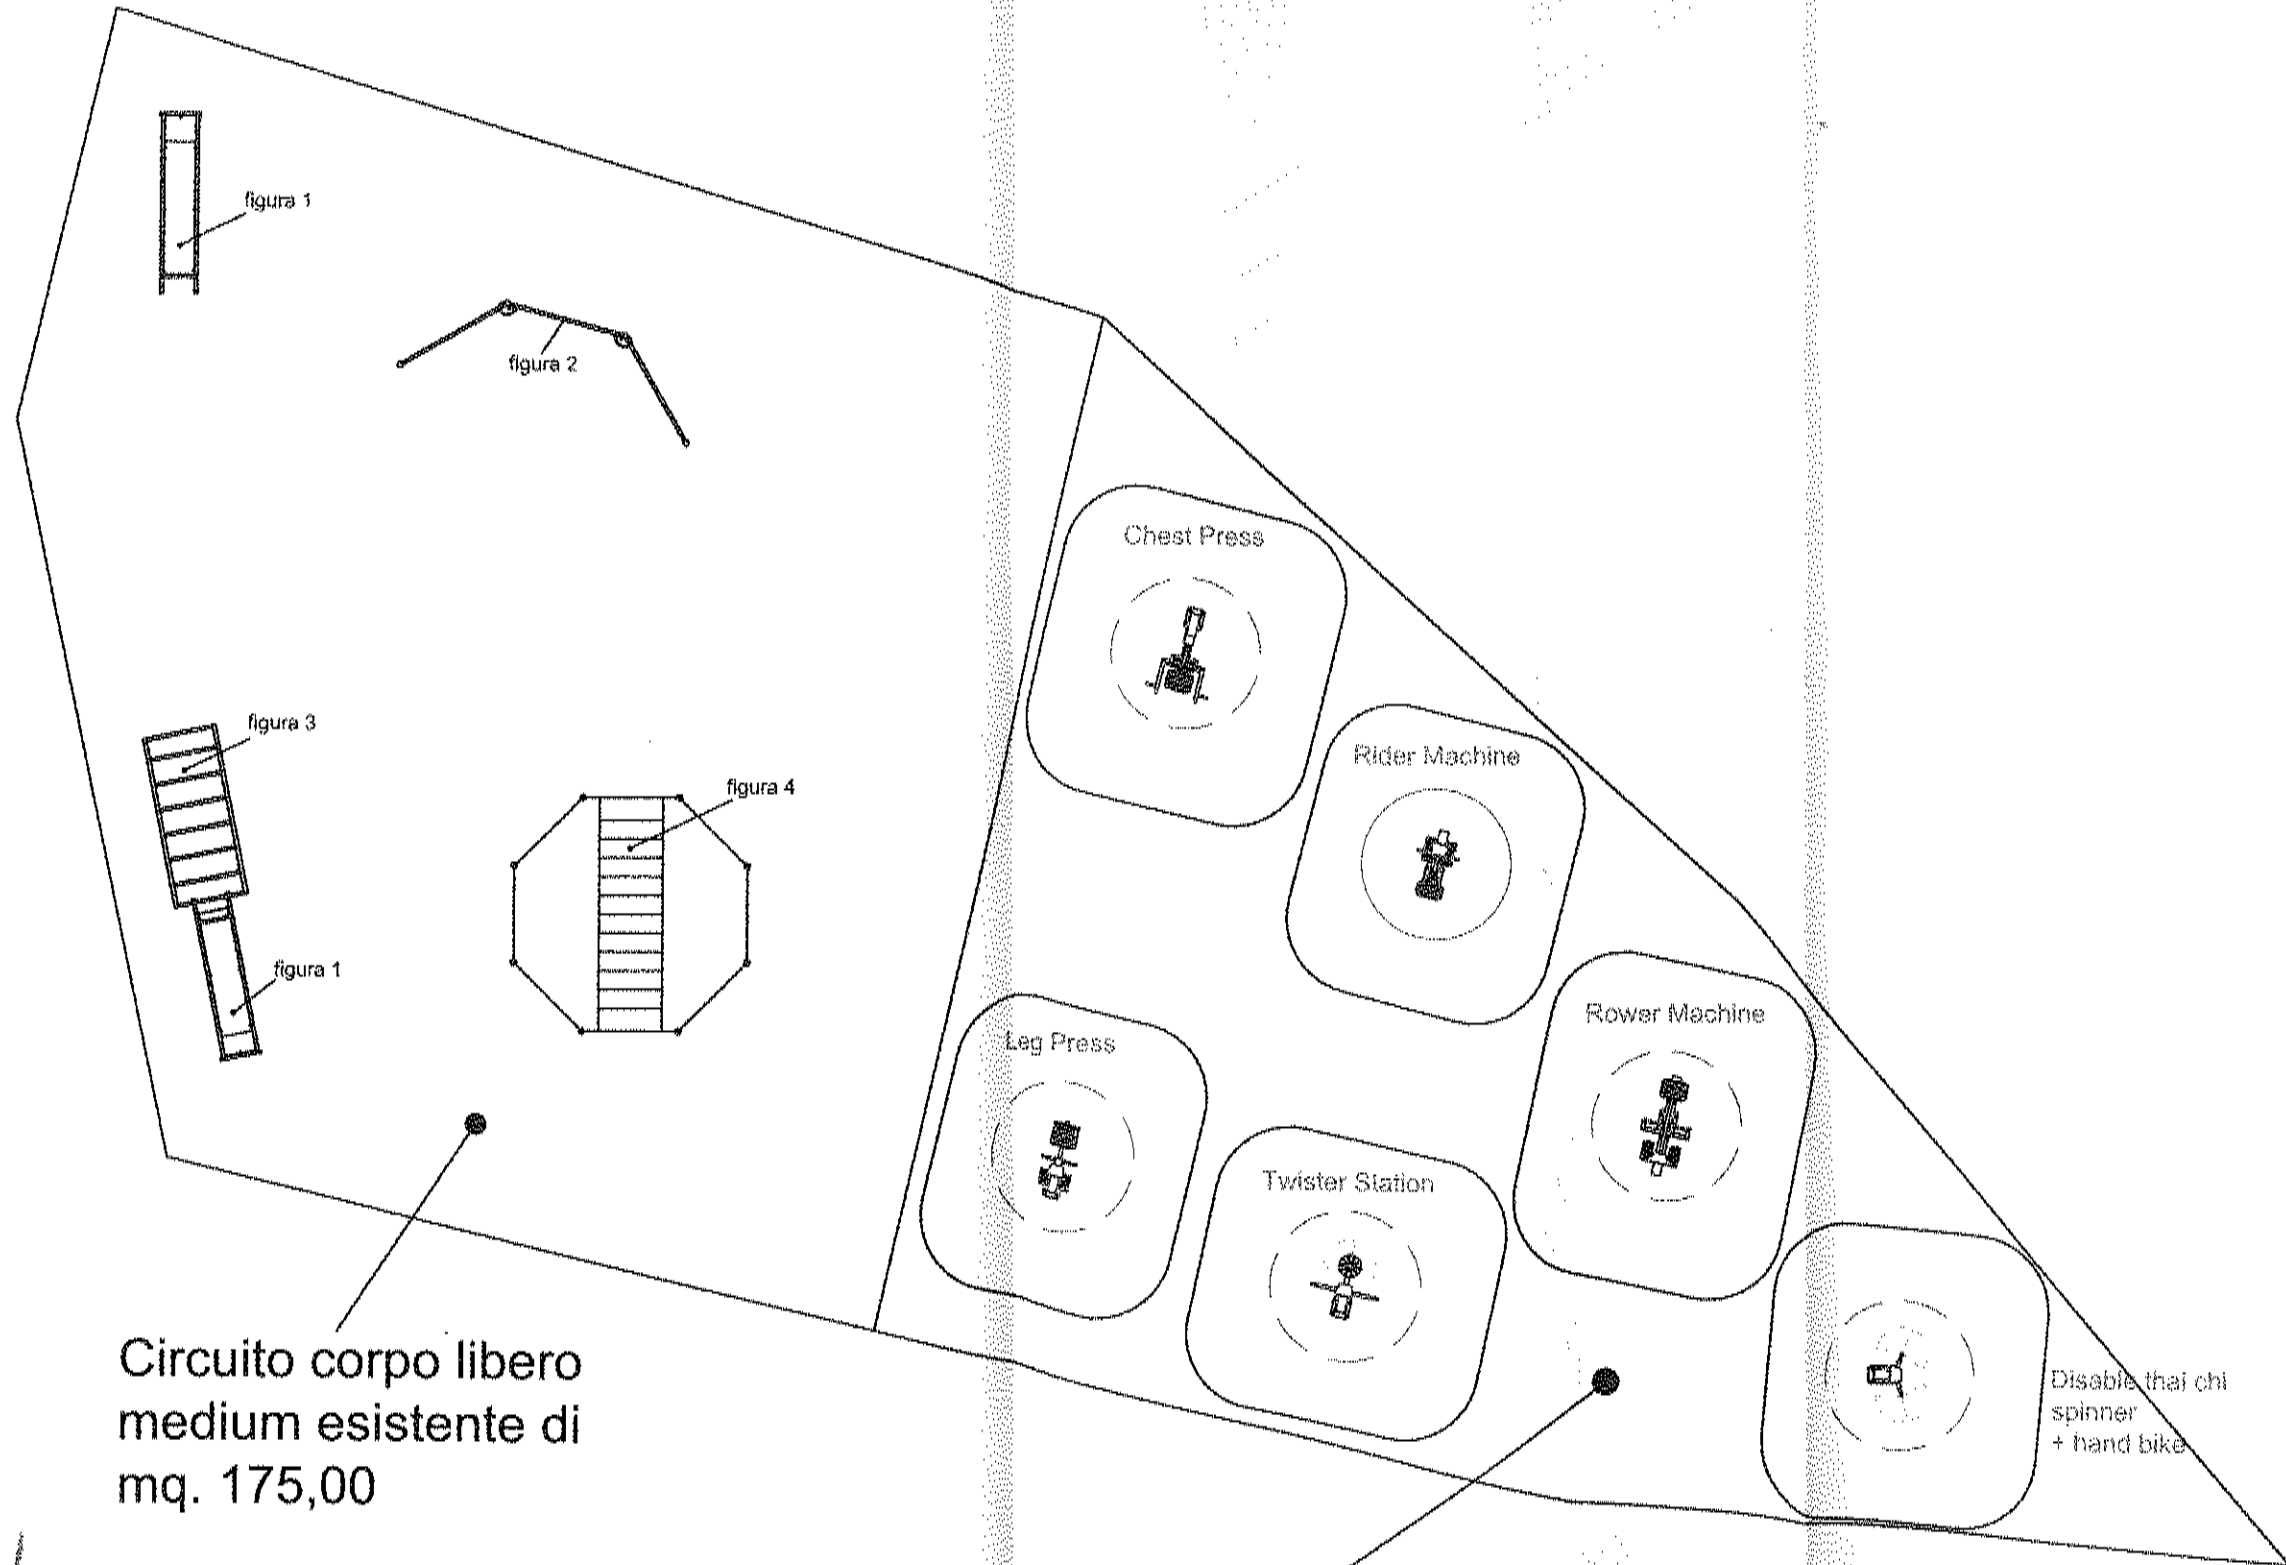 figura 1
figura 2
Chest Press
figura 3
Rider Machine
figura 4
figura 1
Rower Machine
Leg Press
Twister Station
Circuito corpo libero
medium esistente di
mq. 175,00
Disable thai chi
spinner
+ hand bike